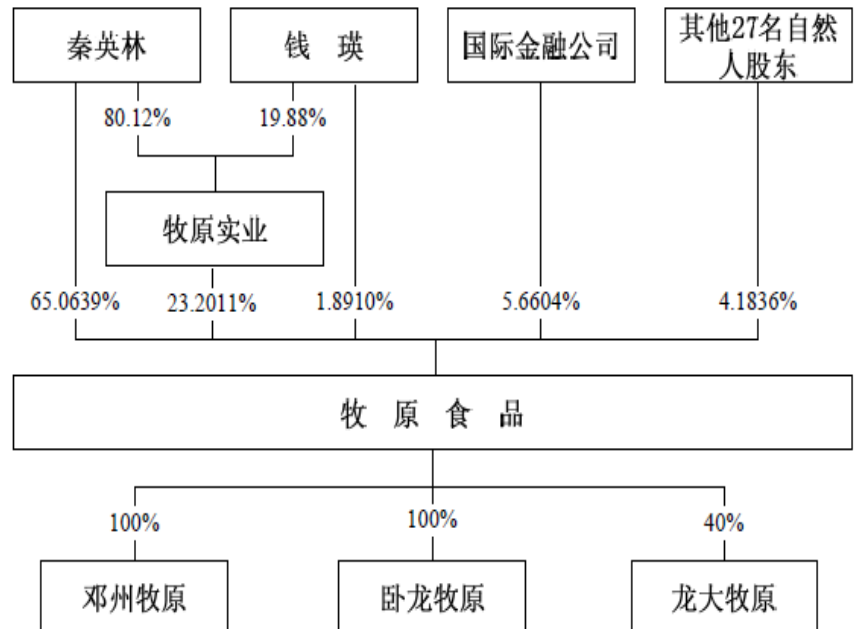 秦英林
钱 瑛
国际金融公司
其他27名自然
人股东
80.12%
19.88%
牧原实业
65.0639%
23.2011%
1.8910%
5.6604%
4.1836%
牧 原 食 品
100%
100%
40%
邓州牧原
卧龙牧原
龙大牧原